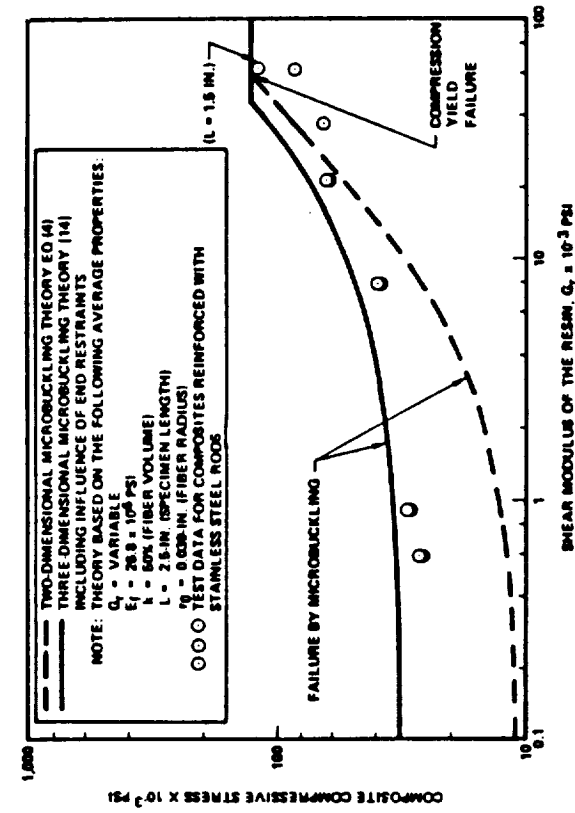 TWO-DIMENSIONAL MICROBUCKLING THEORY EQ (4)
THREE-DIMENSIONAL MICROBUCKLING THEORY (14)
INCLUDING INFLUENCE OF END RESTRAINTS
NOTE: THEORY BASED ON THE FOLLOWING AVERAGE PROPERTIES:
Gr = VARIABLE
Ef = 28.8 x 10⁶ PSI
k = 50% (FIBER VOLUME)
L = 2.5-IN. (SPECIMEN LENGTH)
r0 = 0.039-IN. (FIBER RADIUS)
TEST DATA FOR COMPOSITES REINFORCED WITH
STAINLESS STEEL RODS
(L = 1.5 IN.)
COMPRESSION
YIELD
FAILURE
FAILURE BY MICROBUCKLING
1,000
100
10
COMPOSITE COMPRESSIVE STRESS X 10⁻³ PSI
0.1
1
10
100
SHEAR MODULUS OF THE RESIN, Gr x 10⁻³ PSI